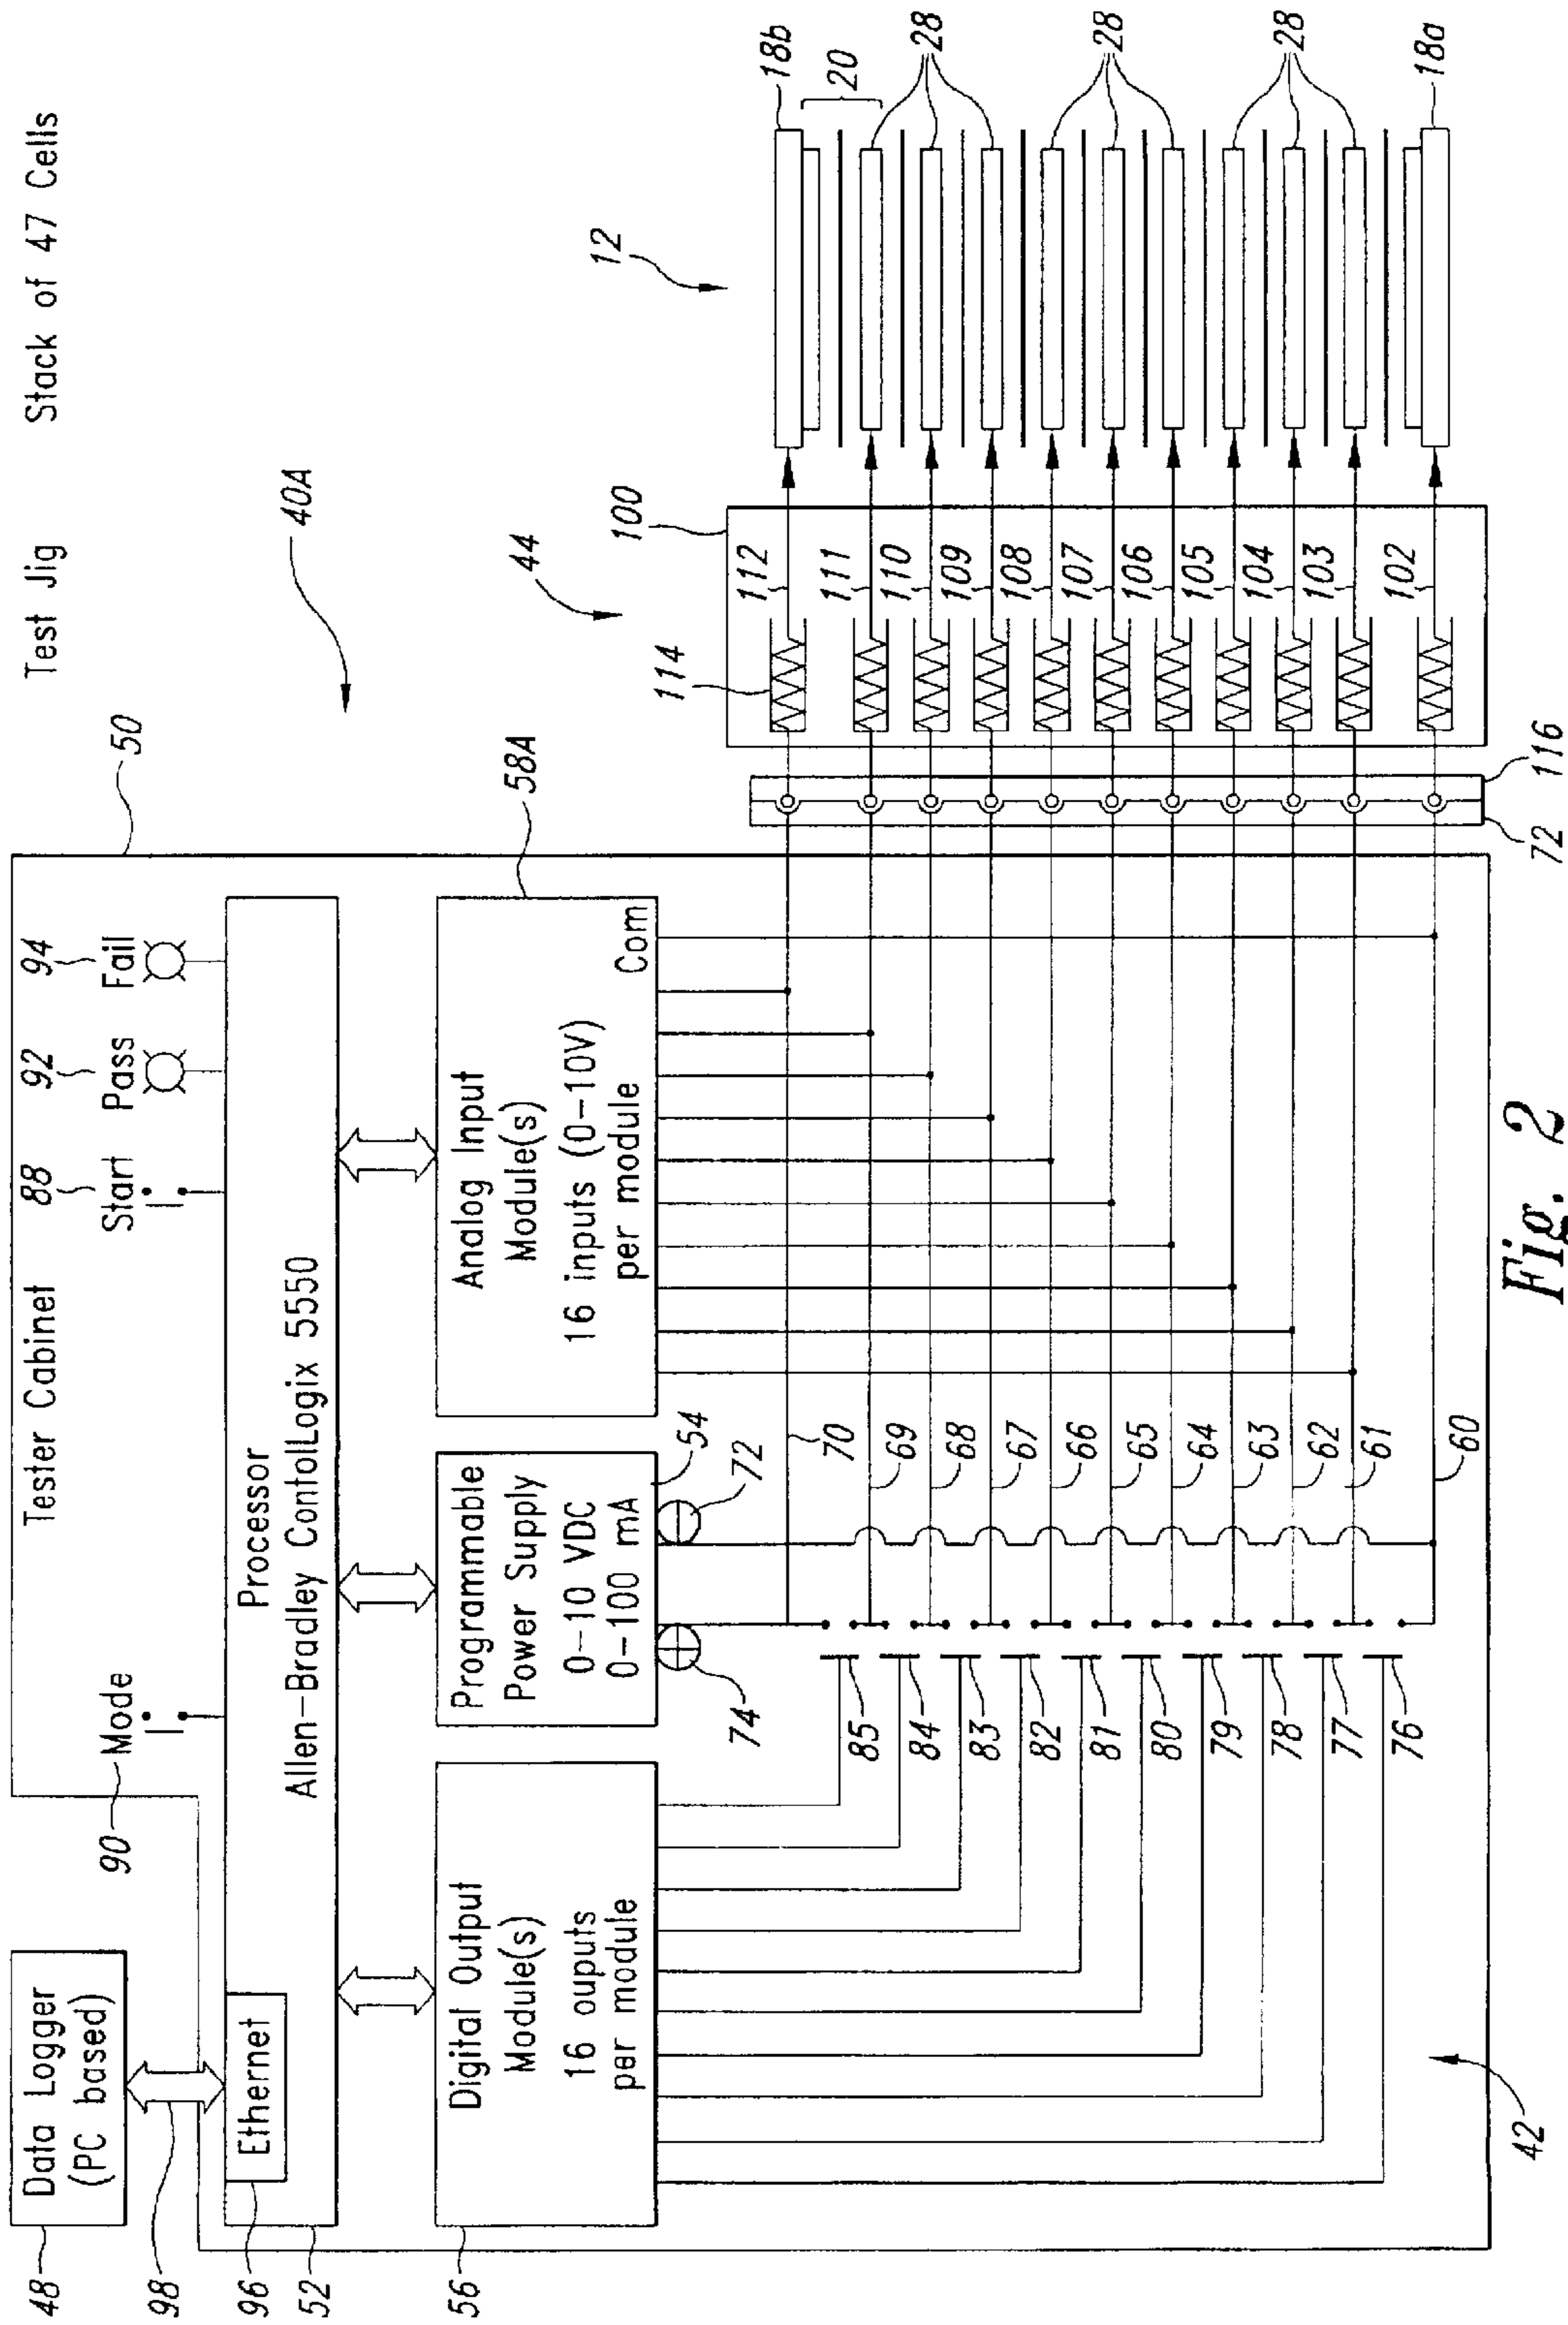 Tester Cabinet
Test Jig
Stack of 47 Cells
48
Data Logger
(PC based)
98
90
Mode
88
Start
92
Pass
94
Fail
50
40A
96
Ethernet
52
Processor
Allen-Bradley ContolLogix 5550
56
Digital Output
Module(s)
16 ouputs
per module
Programmable
Power Supply
0-10 VDC
0-100 mA
54
74
72
Analog Input
Module(s)
16 inputs (0-10V)
per module
Com
58A
44
114
100
12
112
111
110
109
108
107
106
105
104
103
102
18b
20
28
28
28
18a
85
84
83
82
81
80
79
78
77
76
70
69
68
67
66
65
64
63
62
61
60
42
72
116
Fig. 2